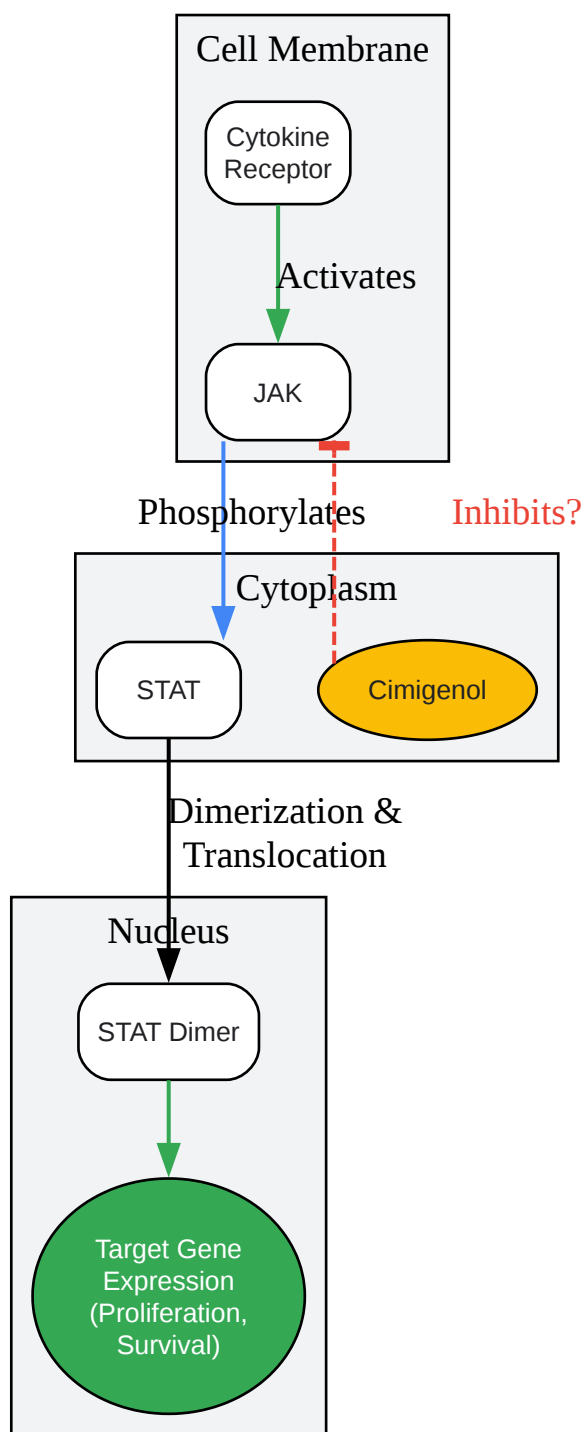 Cell Membrane
Cytokine
Receptor
Activates
JAK
Phosphorylates
Inhibits?
Cytoplasm
STAT
Cimigenol
Dimerization &
Translocation
Nucleus
STAT Dimer
Target Gene
Expression
(Proliferation,
Survival)